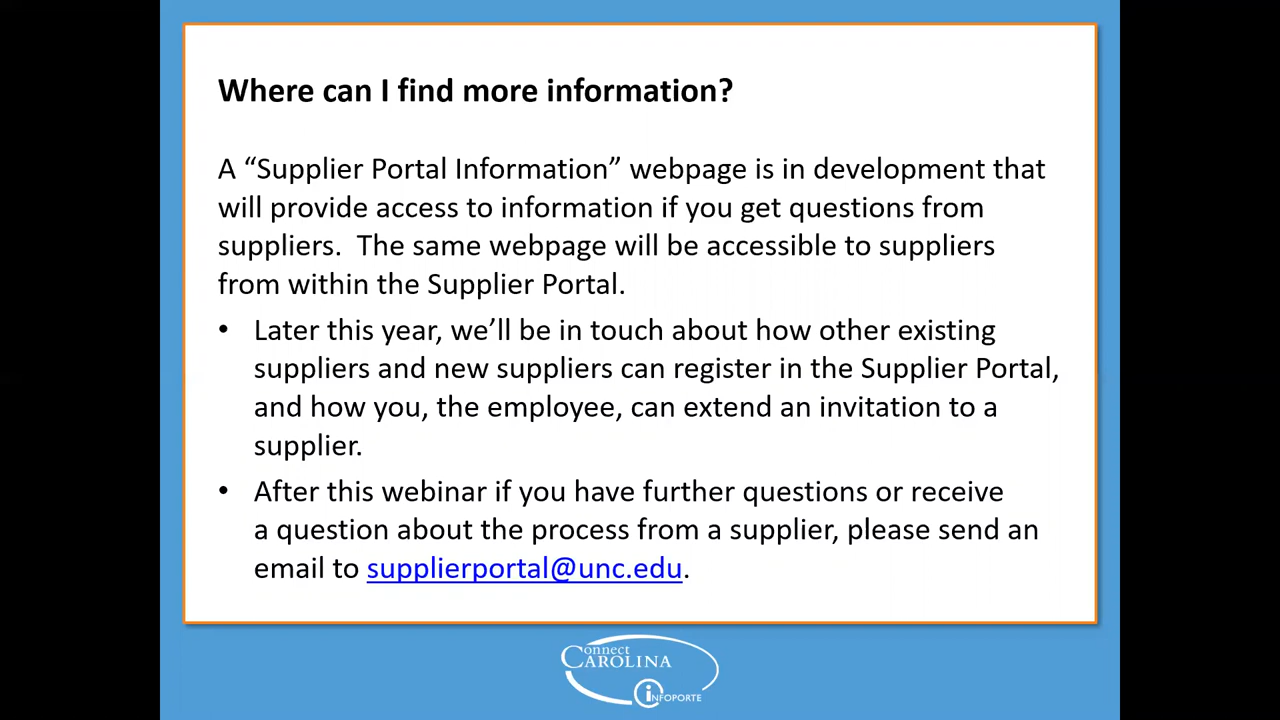 Where can I find more information?
A “Supplier Portal Information” webpage is in development that
will provide access to information if you get questions from
suppliers.  The same webpage will be accessible to suppliers
from within the Supplier Portal.
• Later this year, we’ll be in touch about how other existing
suppliers and new suppliers can register in the Supplier Portal,
and how you, the employee, can extend an invitation to a
supplier.
• After this webinar if you have further questions or receive
a question about the process from a supplier, please send an
email to supplierportal@unc.edu.
Connect
CAROLINA
INFOPORTE